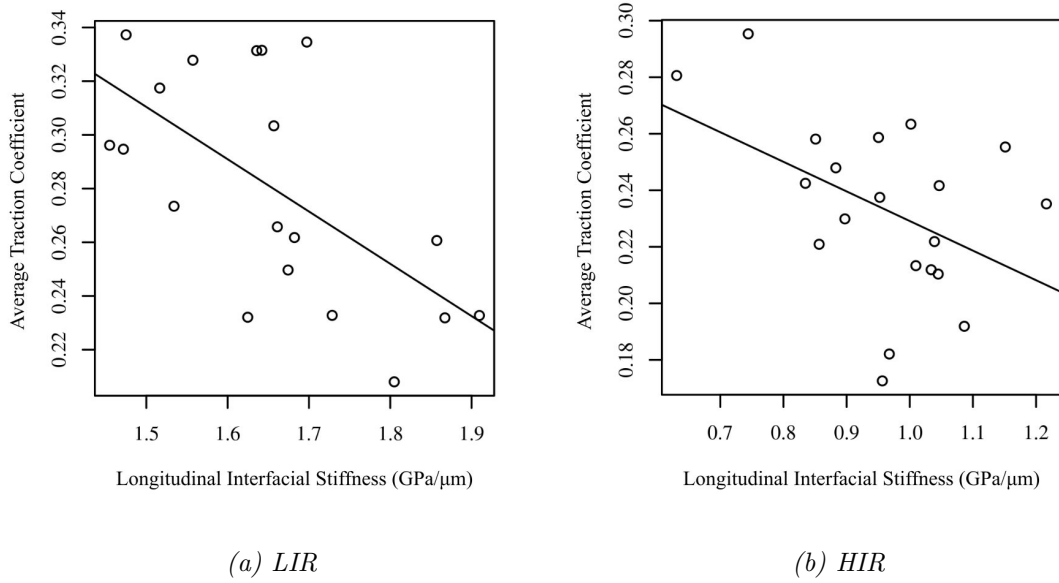 Average Traction Coefficient
0.34
0.32
0.30
0.28
0.26
0.24
0.22
1.5 1.6 1.7 1.8 1.9
Longitudinal Interfacial Stiffness (GPa/μm)
(a) LIR
Average Traction Coefficient
0.30
0.28
0.26
0.24
0.22
0.20
0.18
0.7 0.8 0.9 1.0 1.1 1.2
Longitudinal Interfacial Stiffness (GPa/μm)
(b) HIR